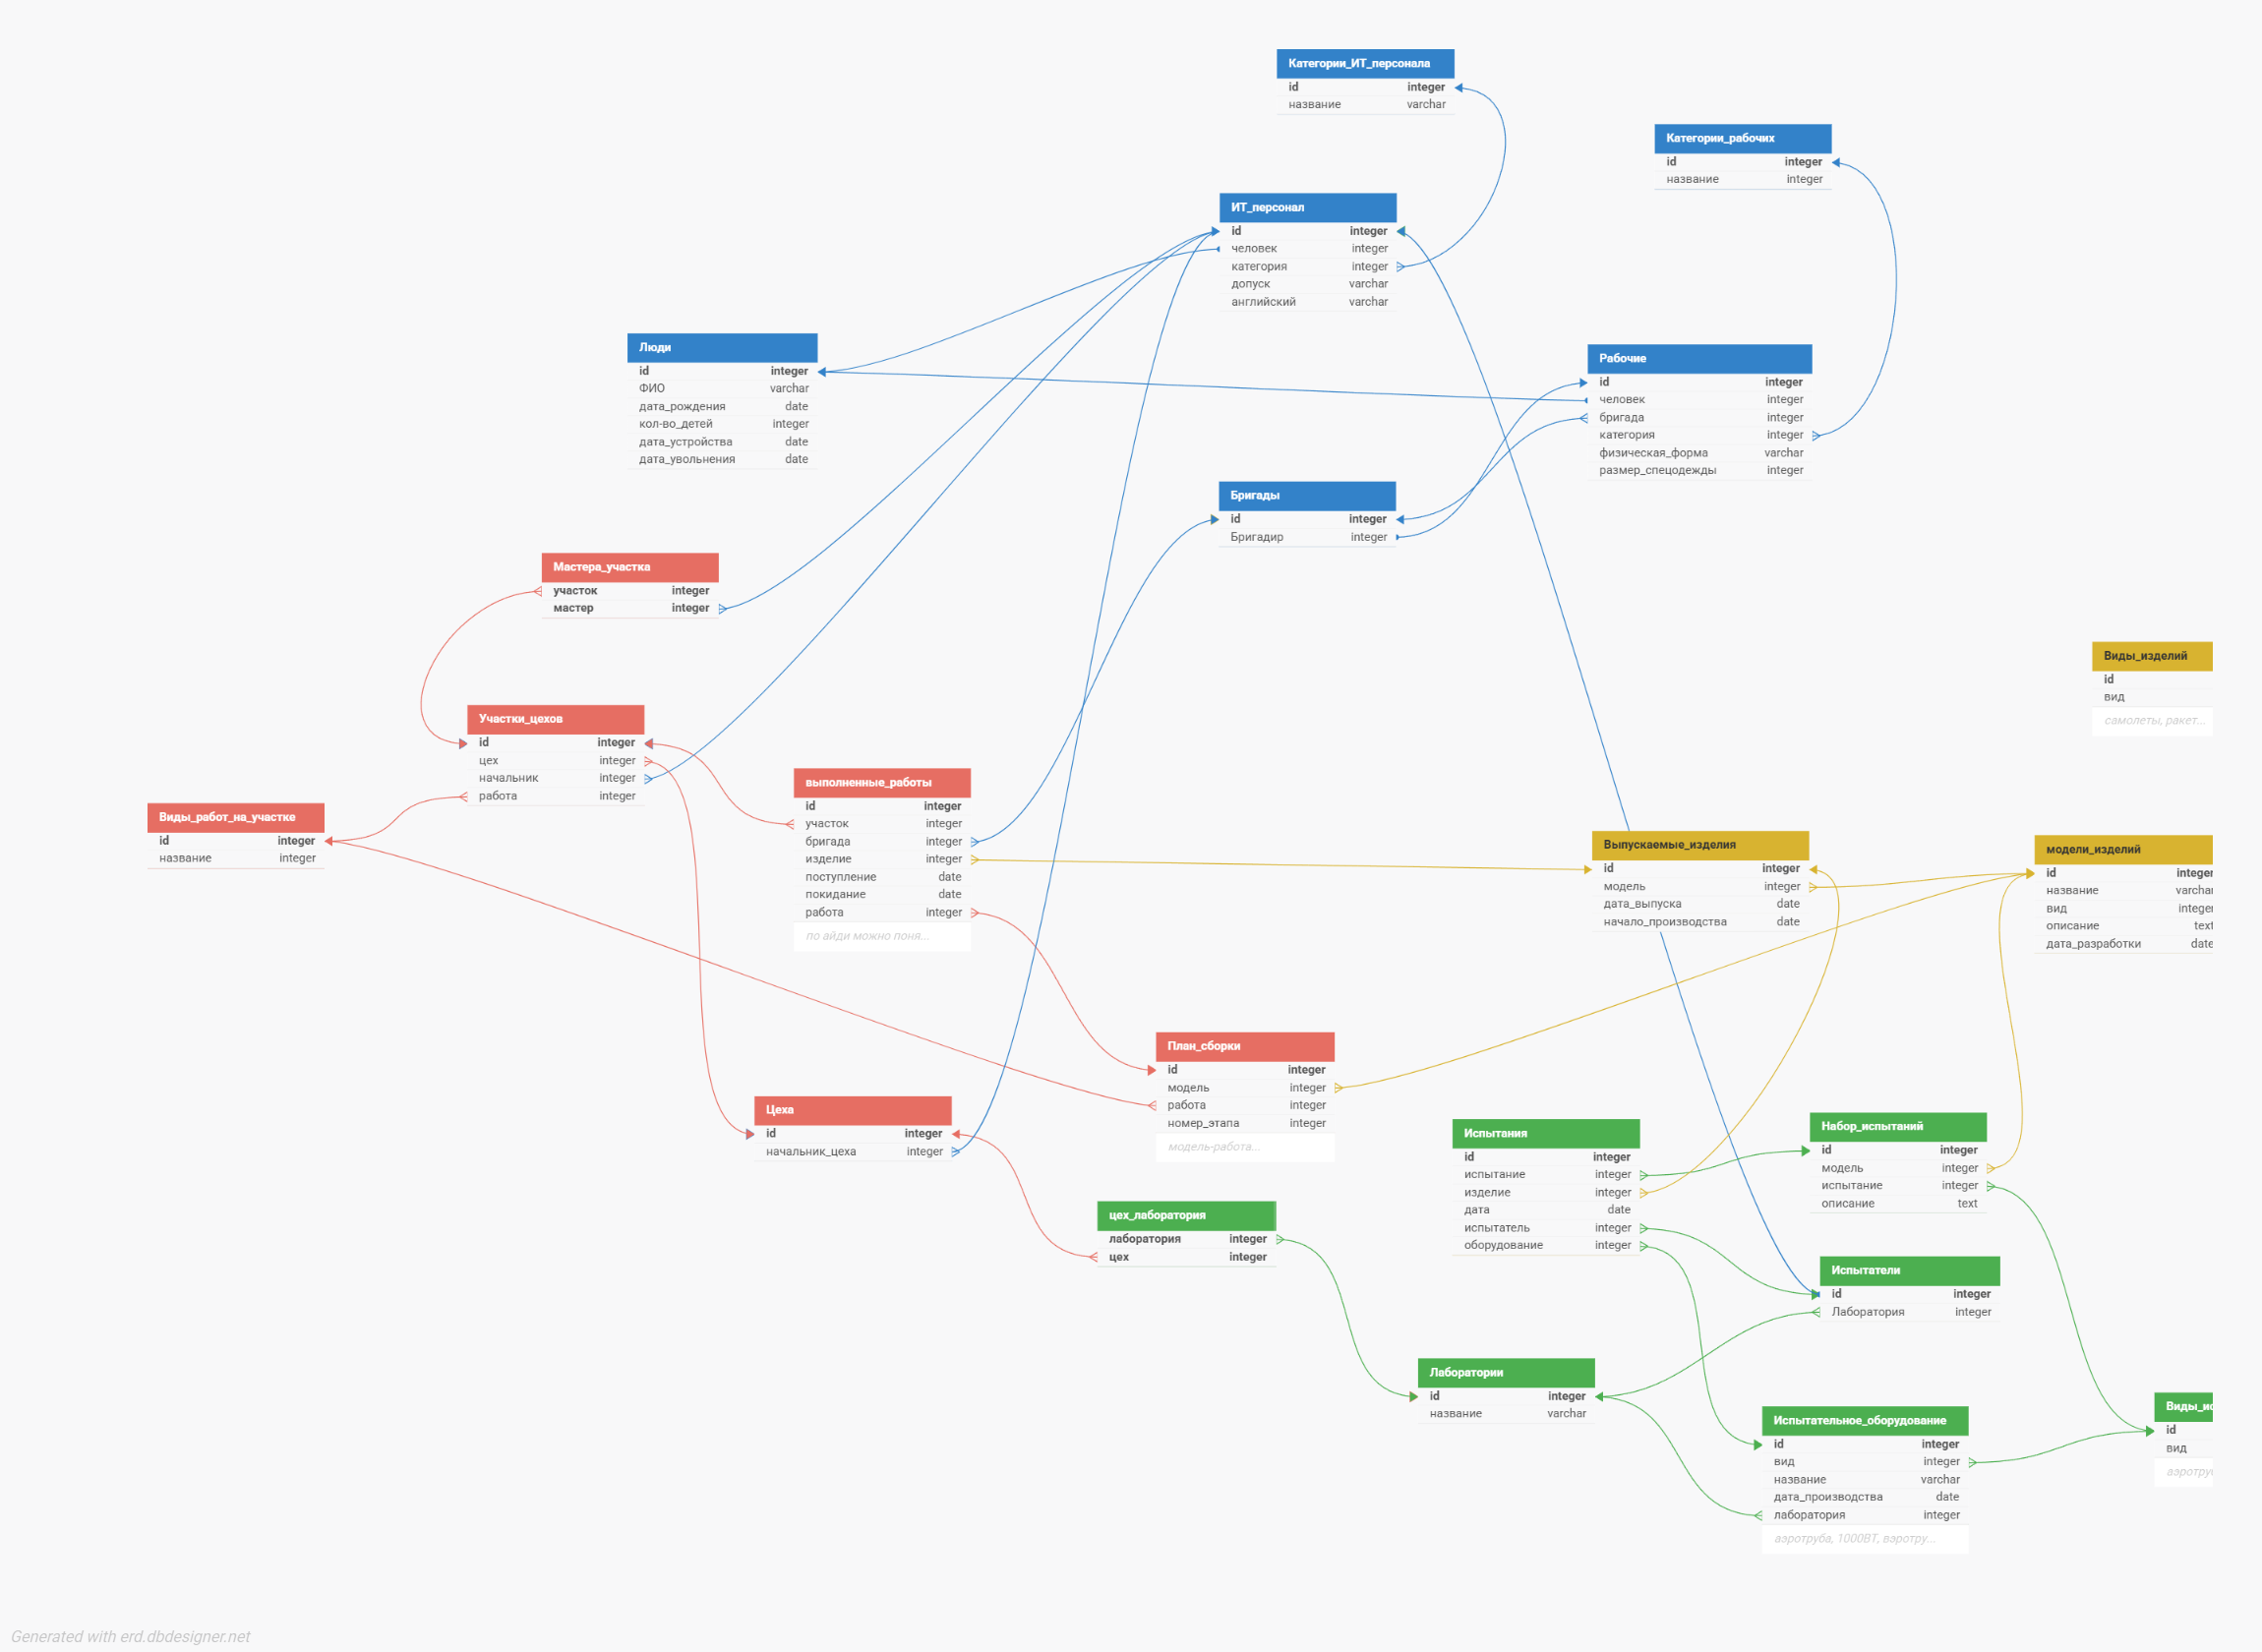 Категории_ИТ_персонала
id integer
название varchar
Категории_рабочих
id integer
название integer
ИТ_персонал
id integer
человек integer
категория integer
допуск varchar
английский varchar
Люди
id integer
ФИО varchar
дата_рождения date
кол-во_детей integer
дата_устройства date
дата_увольнения date
Рабочие
id integer
человек integer
бригада integer
категория integer
физическая_форма varchar
размер_спецодежды integer
Бригады
id integer
Бригадир integer
Мастера_участка
участок integer
мастер integer
Виды_изделий
id
вид
самолеты, ракет...
Участки_цехов
id integer
цех integer
начальник integer
работа integer
выполненные_работы
id integer
участок integer
бригада integer
изделие integer
поступление date
покидание date
работа integer
по айди можно поня...
Виды_работ_на_участке
id integer
название integer
Выпускаемые_изделия
id integer
модель integer
дата_выпуска date
начало_производства date
модели_изделий
id integer
название varchar
вид integer
описание text
дата_разработки date
План_сборки
id integer
модель integer
работа integer
номер_этапа integer
модель-работа...
Цеха
id integer
начальник_цеха integer
Испытания
id integer
испытание integer
изделие integer
дата date
испытатель integer
оборудование integer
Набор_испытаний
id integer
модель integer
испытание integer
описание text
цех_лаборатория
лаборатория integer
цех integer
Испытатели
id integer
Лаборатория integer
Лаборатории
id integer
название varchar
Испытательное_оборудование
id integer
вид integer
название varchar
дата_производства date
лаборатория integer
аэротруба, 1000ВТ, вэротру...
Виды_ис
id
вид
аэротру
Generated with erd.dbdesigner.net